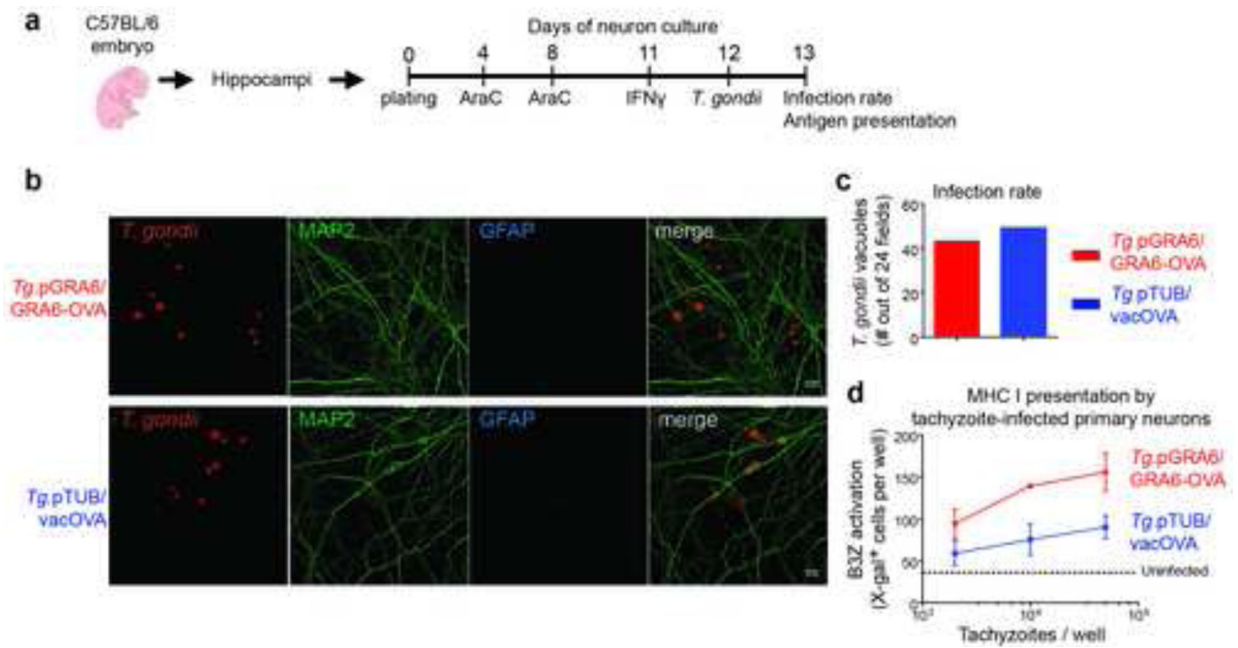 a
C57BL/6
embryo
Hippocampi
Days of neuron culture
0 4 8 11 12 13
plating AraC AraC IFNγ T. gondii Infection rate
Antigen presentation
b
T. gondii MAP2 GFAP merge
Tg.pGRA6/
GRA6-OVA
T. gondii MAP2 GFAP merge
Tg.pTUB/
vacOVA
c
Infection rate
T. gondii vacuoles
(# out of 24 fields)
60
40
20
0
Tg.pGRA6/
GRA6-OVA
Tg.pTUB/
vacOVA
d
MHC I presentation by
tachyzoite-infected primary neurons
B3Z activation
(X-gal⁺ cells per well)
200
150
100
50
0
Tg.pGRA6/
GRA6-OVA
Tg.pTUB/
vacOVA
Uninfected
10³ 10⁴ 10⁵
Tachyzoites / well